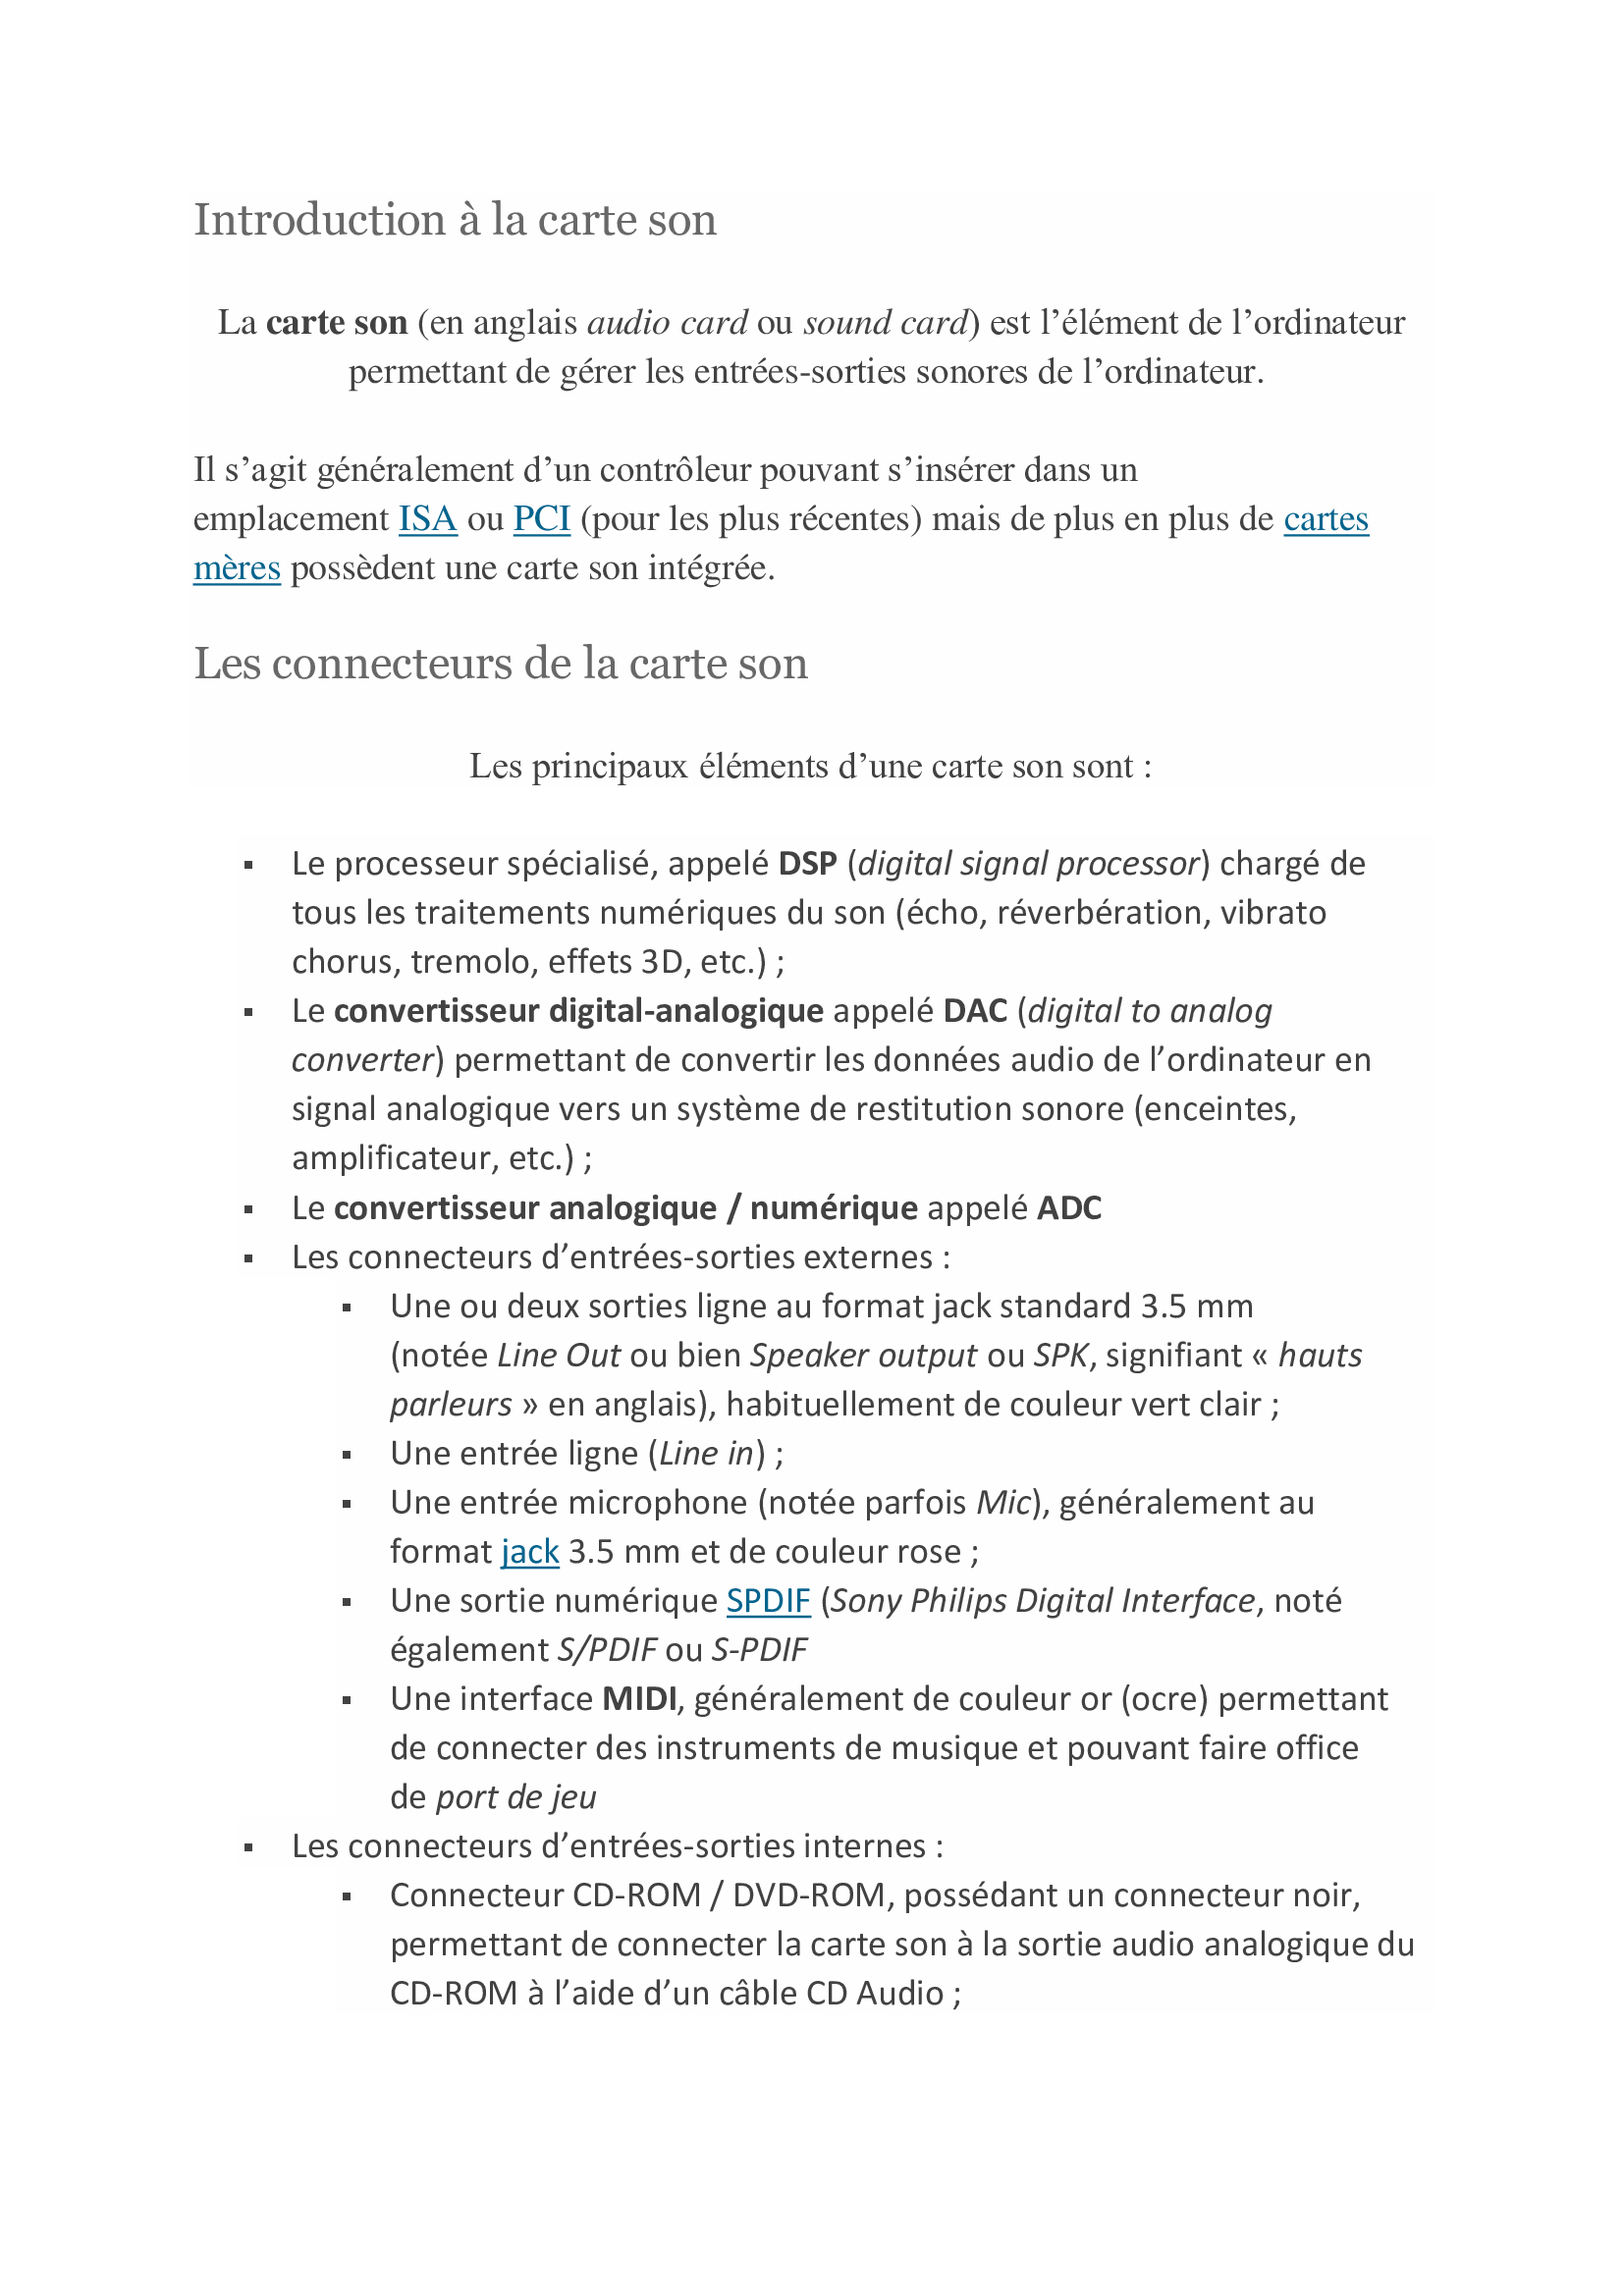 Introduction à la carte son
La carte son (en anglais audio card ou sound card) est l’élément de l’ordinateur
permettant de gérer les entrées-sorties sonores de l’ordinateur.
Il s’agit généralement d’un contrôleur pouvant s’insérer dans un
emplacement ISA ou PCI (pour les plus récentes) mais de plus en plus de cartes
mères possèdent une carte son intégrée.
Les connecteurs de la carte son
Les principaux éléments d’une carte son sont :
▪ Le processeur spécialisé, appelé DSP (digital signal processor) chargé de
tous les traitements numériques du son (écho, réverbération, vibrato
chorus, tremolo, effets 3D, etc.) ;
▪ Le convertisseur digital-analogique appelé DAC (digital to analog
converter) permettant de convertir les données audio de l’ordinateur en
signal analogique vers un système de restitution sonore (enceintes,
amplificateur, etc.) ;
▪ Le convertisseur analogique / numérique appelé ADC
▪ Les connecteurs d’entrées-sorties externes :
▪ Une ou deux sorties ligne au format jack standard 3.5 mm
(notée Line Out ou bien Speaker output ou SPK, signifiant « hauts
parleurs » en anglais), habituellement de couleur vert clair ;
▪ Une entrée ligne (Line in) ;
▪ Une entrée microphone (notée parfois Mic), généralement au
format jack 3.5 mm et de couleur rose ;
▪ Une sortie numérique SPDIF (Sony Philips Digital Interface, noté
également S/PDIF ou S-PDIF
▪ Une interface MIDI, généralement de couleur or (ocre) permettant
de connecter des instruments de musique et pouvant faire office
de port de jeu
▪ Les connecteurs d’entrées-sorties internes :
▪ Connecteur CD-ROM / DVD-ROM, possédant un connecteur noir,
permettant de connecter la carte son à la sortie audio analogique du
CD-ROM à l’aide d’un câble CD Audio ;